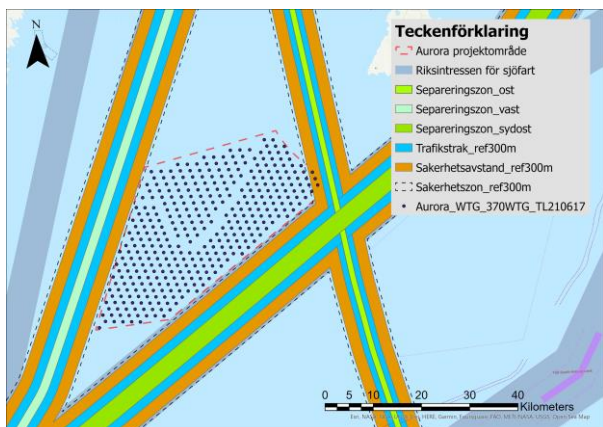 Teckenförklaring
Aurora projektområde
Riksintressen för sjöfart
Separeringszon_ost
Separeringszon_vast
Separeringszon_sydost
Trafikstrak_ref300m
Sakerhetsavstand_ref300m
Sakerhetszon_ref300m
Aurora_WTG_370WTG_TL210617
N
0 5 10 20 30 40
Kilometers